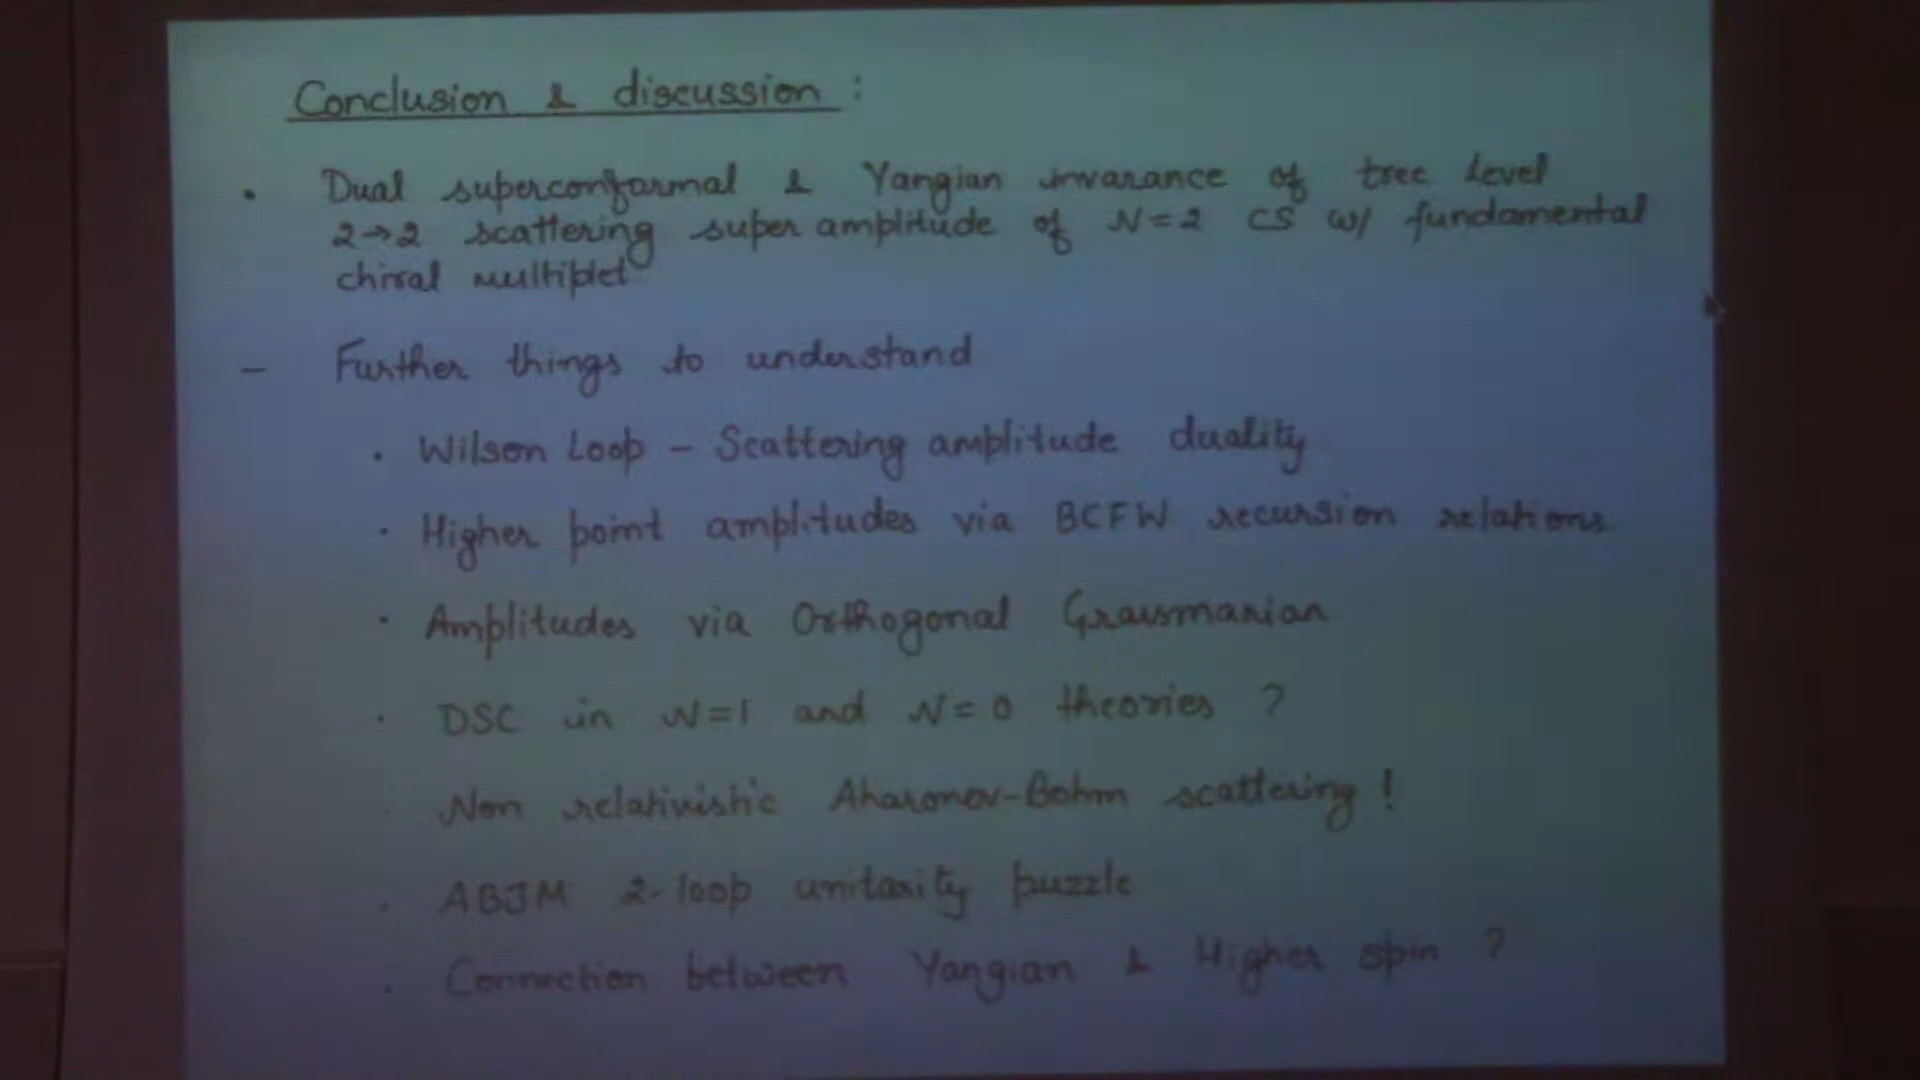 Conclusion & discussion :
• Dual superconformal & Yangian invarance of tree level
2→2 scattering super amplitude of N=2 CS w/ fundamental
chiral multiplet
– Further things to understand
• Wilson Loop – Scattering amplitude duality
• Higher point amplitudes via BCFW recursion relations
• Amplitudes via Orthogonal Grassmanian
• DSC in N=1 and N=0 theories ?
• Non relativistic Aharonov-Bohm scattering !
• ABJM 2-loop unitarity puzzle
• Connection between Yangian & Higher spin ?